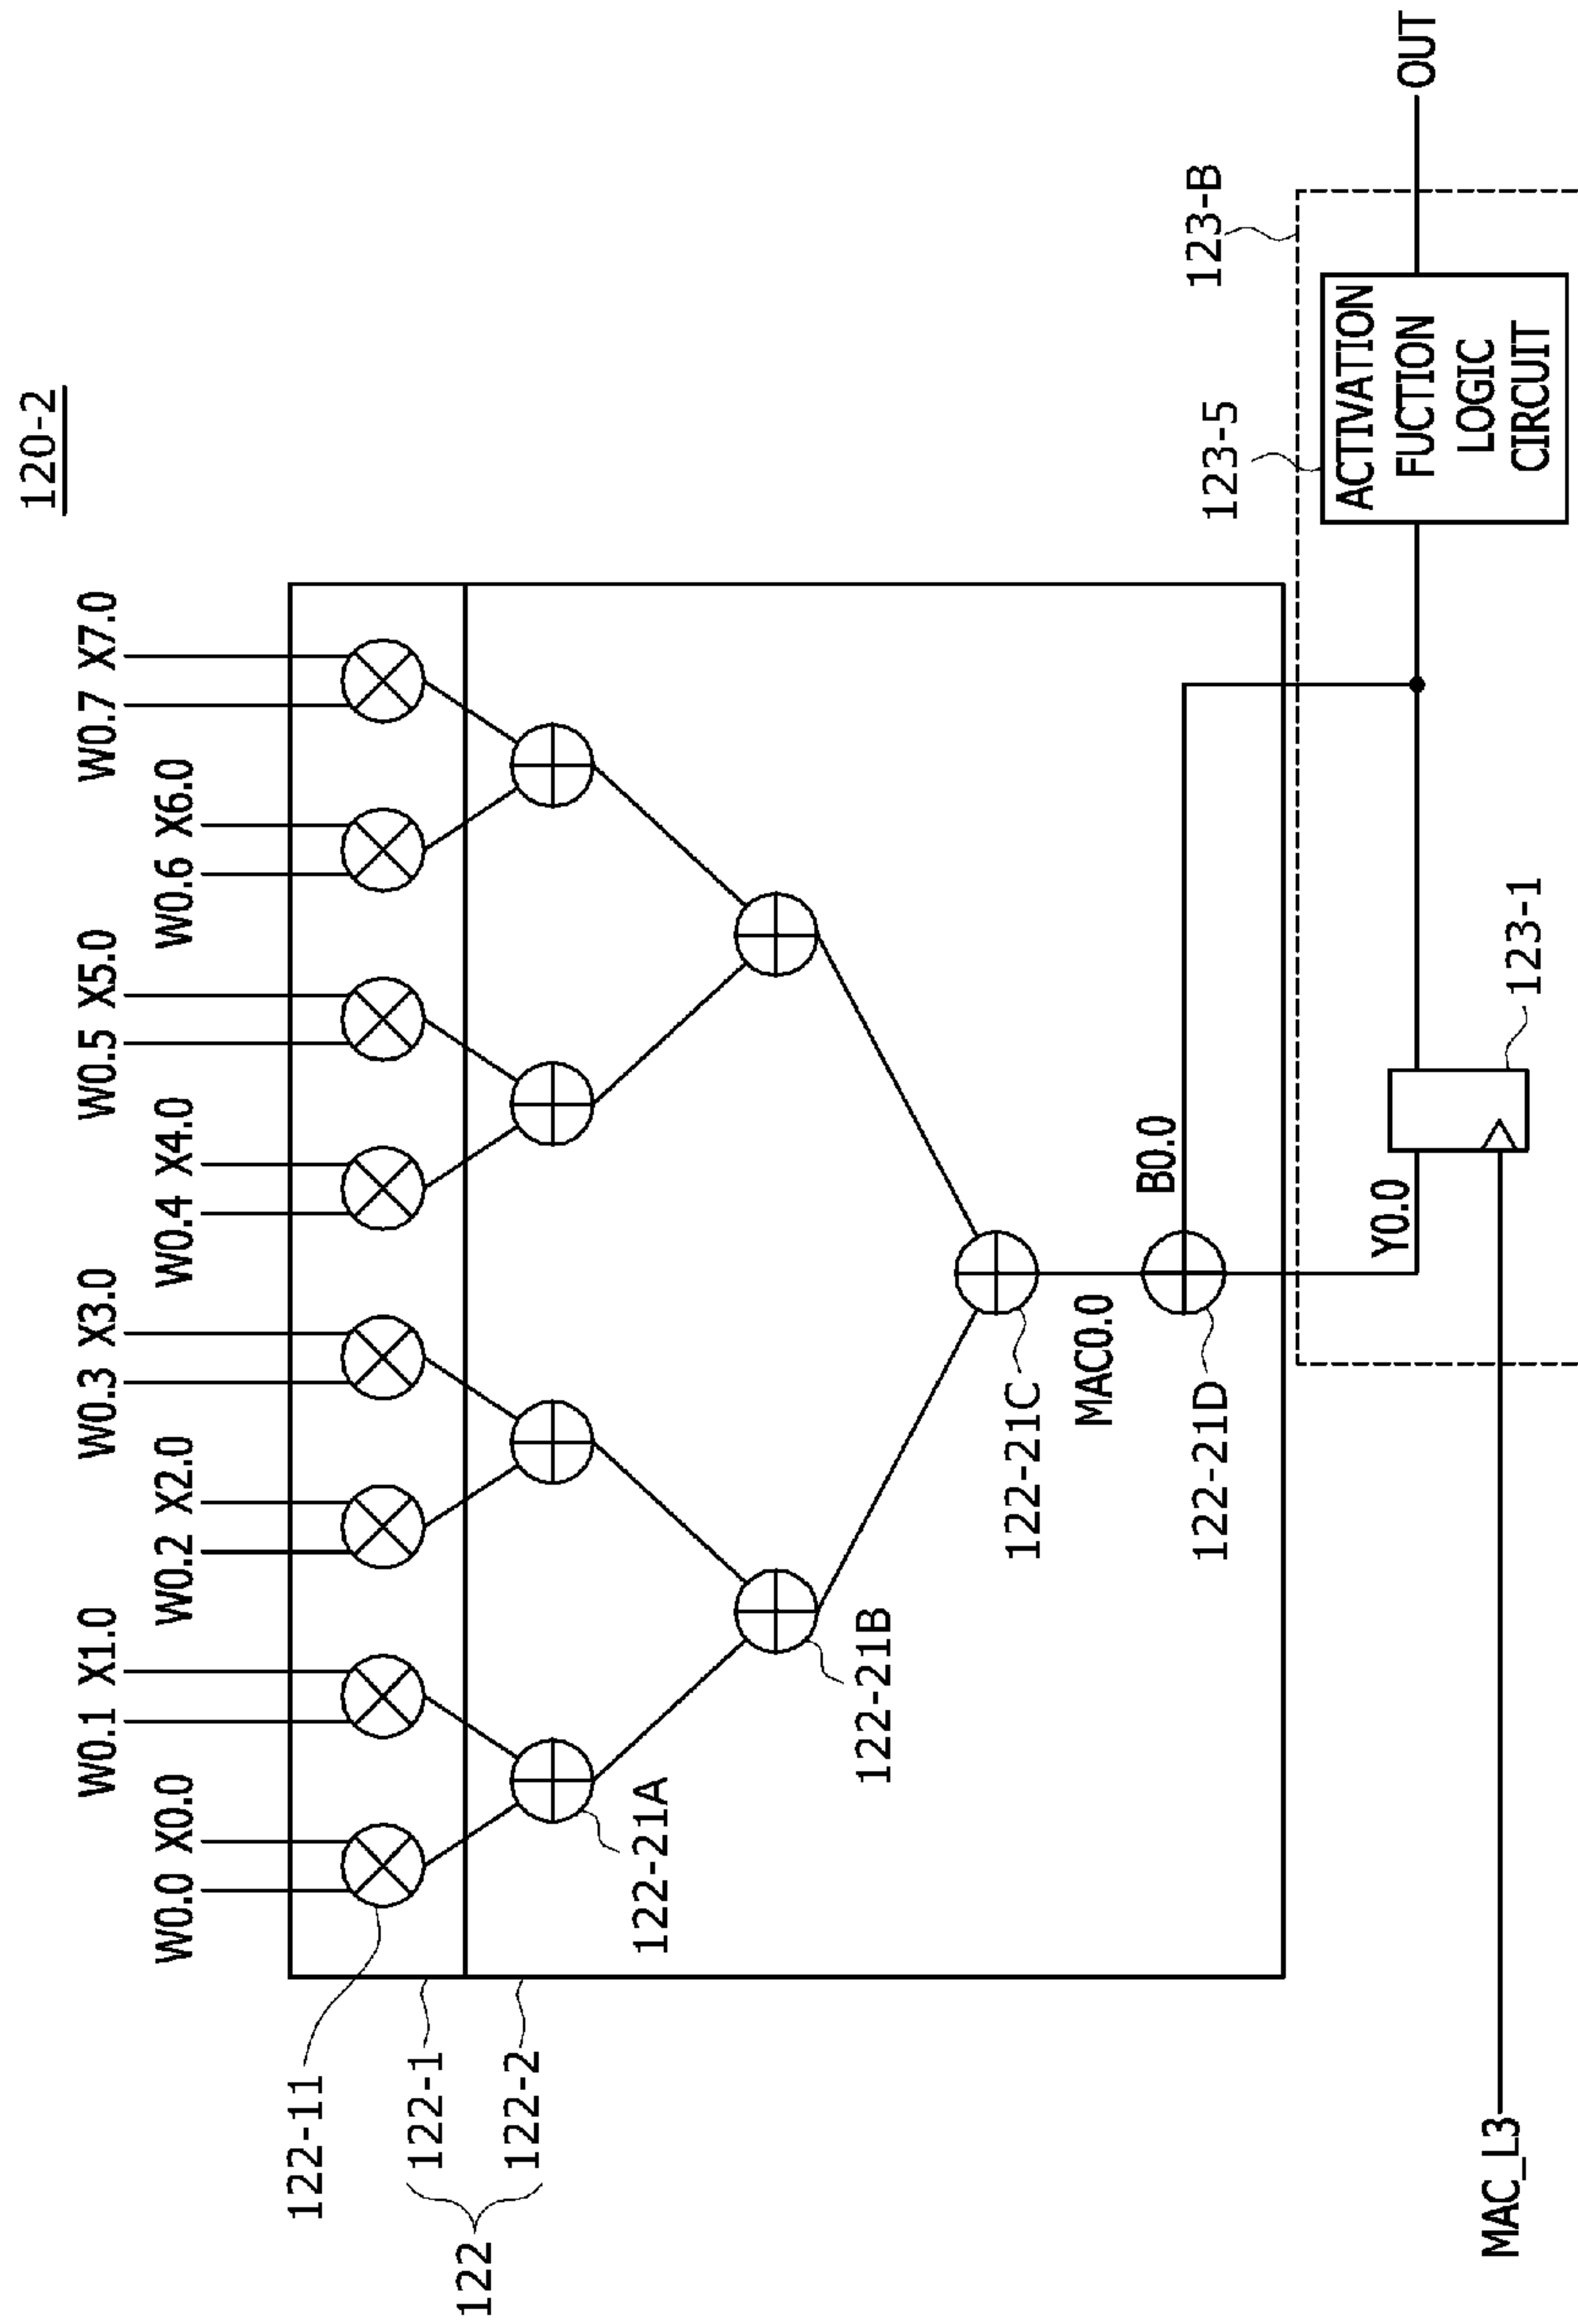 120-2
W0.0 X0.0
W0.1 X1.0
W0.2 X2.0
W0.3 X3.0
W0.4 X4.0
W0.5 X5.0
W0.6 X6.0
W0.7 X7.0
122-11
122-1
122-2
122
122-21A
122-21B
122-21C
MAC0.0
122-21D
B0.0
Y0.0
123-1
MAC_L3
123-5
123-B
ACTIVATION
FUCTION
LOGIC
CIRCUIT
OUT